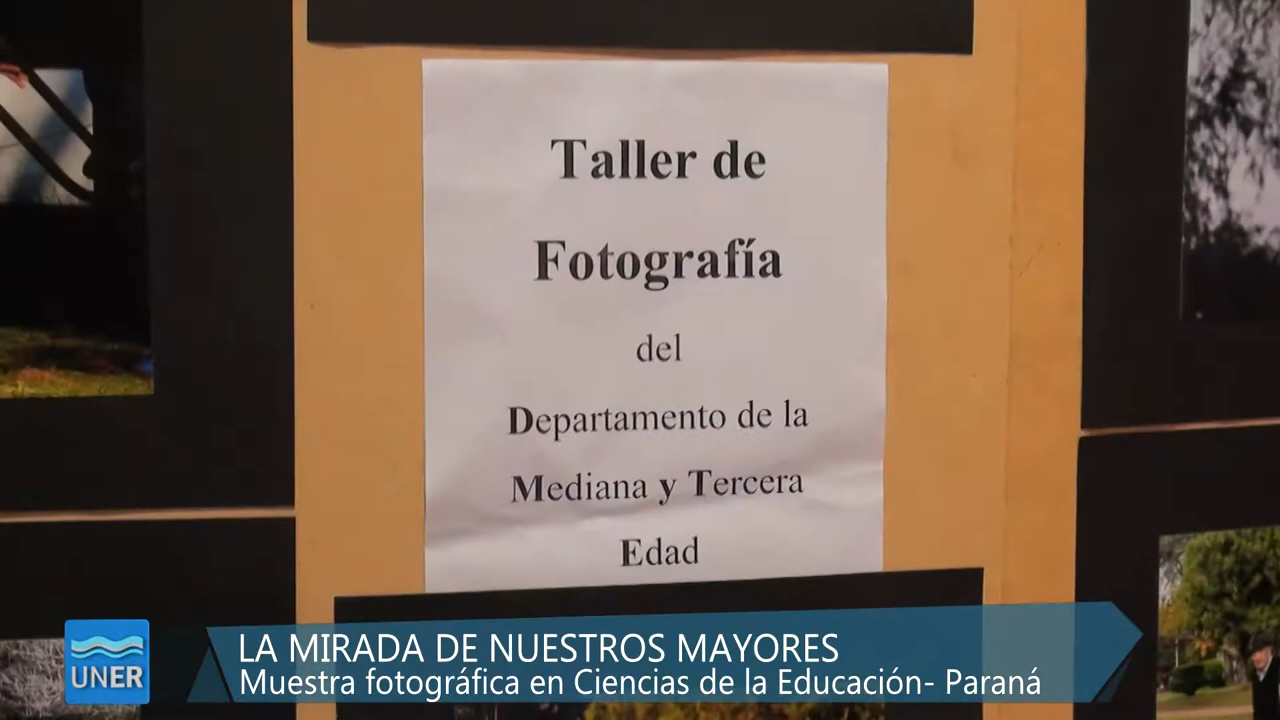 Taller de
Fotografía
del
Departamento de la
Mediana y Tercera
Edad
UNER
LA MIRADA DE NUESTROS MAYORES
Muestra fotográfica en Ciencias de la Educación- Paraná